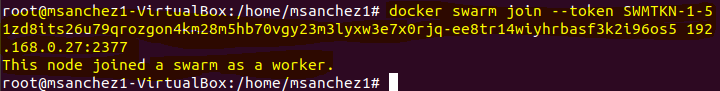 root@msanchez1-VirtualBox:/home/msanchez1# docker swarm join --token SWMTKN-1-5
1zd8its26u79qrozgon4km28m5hb70vgy23m3lyxw3e7x0rjq-ee8tr14wiyhrbasf3k2i96os5 192
.168.0.27:2377
This node joined a swarm as a worker.
root@msanchez1-VirtualBox:/home/msanchez1#